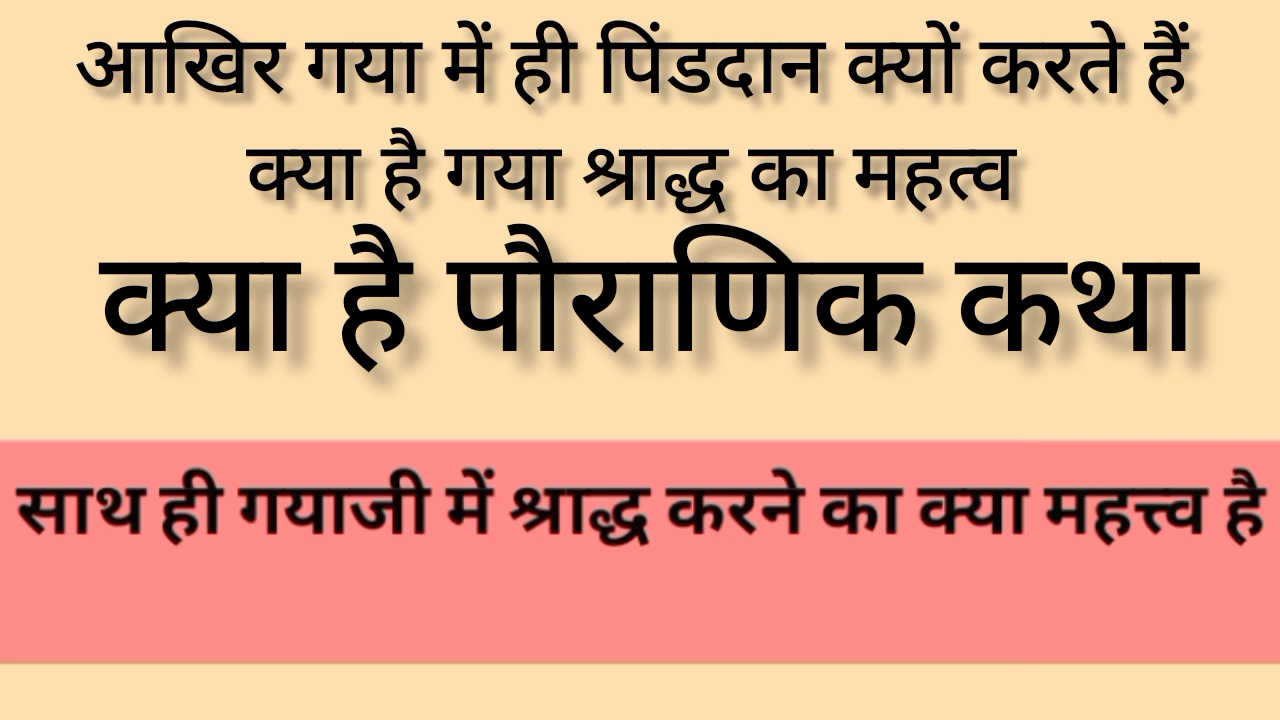 आखिर गया में ही पिंडदान क्यों करते हैं
क्या है गया श्राद्ध का महत्व
क्या है पौराणिक कथा
साथ ही गयाजी में श्राद्ध करने का क्या महत्त्व है